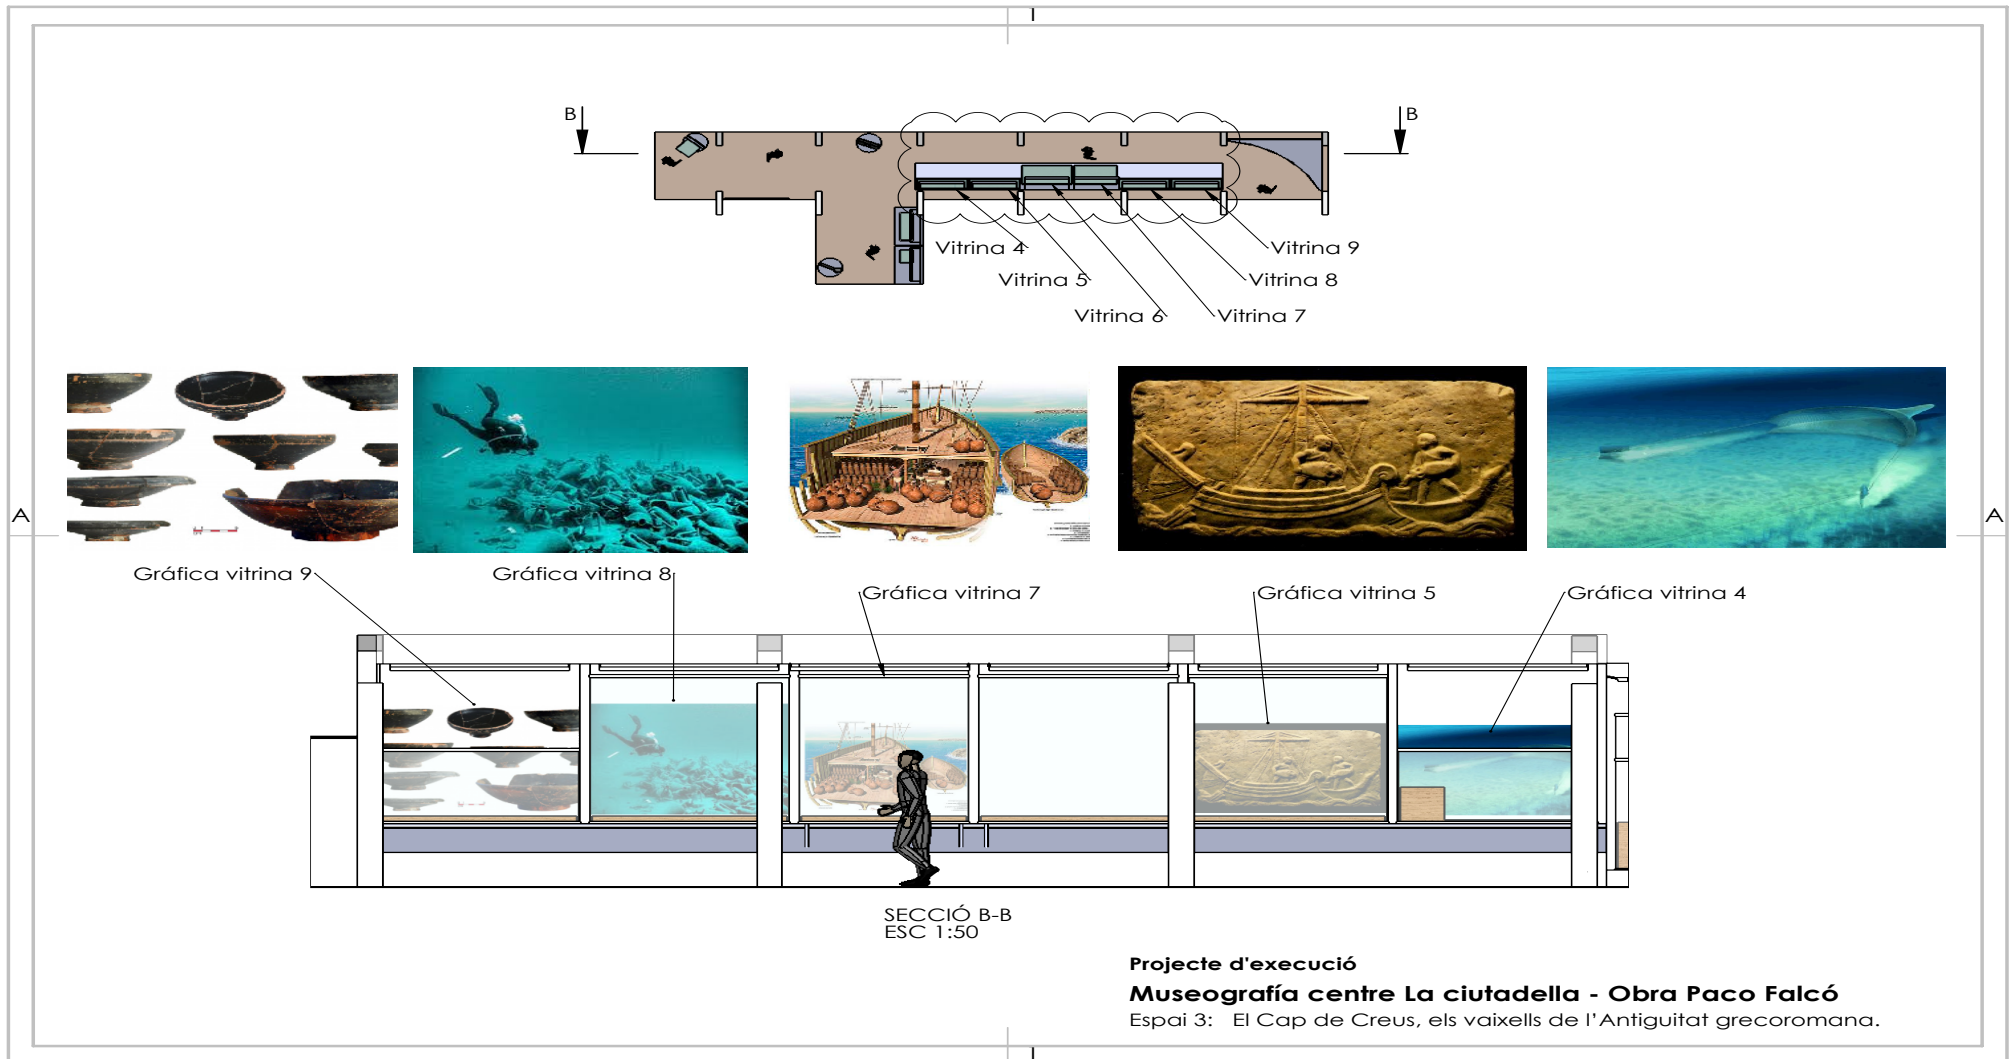 B
B
Vitrina 4
Vitrina 9
Vitrina 5
Vitrina 8
Vitrina 6
Vitrina 7
A
A
Gráfica vitrina 9
Gráfica vitrina 8
Gráfica vitrina 7
Gráfica vitrina 5
Gráfica vitrina 4
SECCIÓ B-B
ESC 1:50
Projecte d'execució
Museografía centre La ciutadella - Obra Paco Falcó
Espai 3: El Cap de Creus, els vaixells de l'Antiguitat grecoromana.